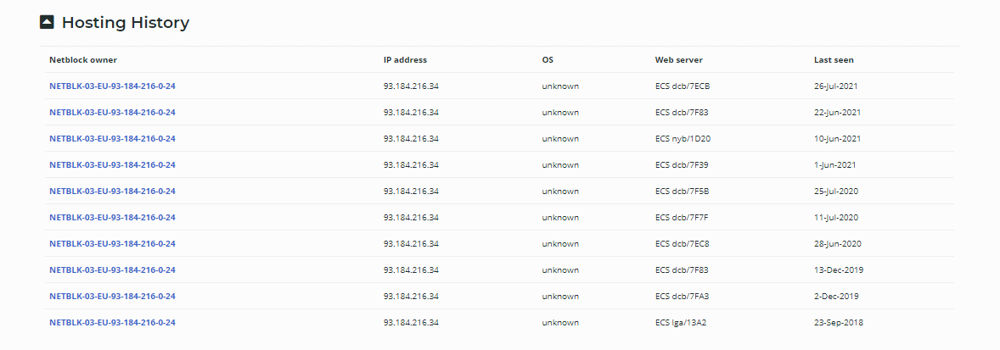 Hosting History
Netblock owner IP address OS Web server Last seen
NETBLK-03-EU-93-184-216-0-24 93.184.216.34 unknown ECS dcb/7ECB 26-Jul-2021
NETBLK-03-EU-93-184-216-0-24 93.184.216.34 unknown ECS dcb/7F83 22-Jun-2021
NETBLK-03-EU-93-184-216-0-24 93.184.216.34 unknown ECS nyb/1D20 10-Jun-2021
NETBLK-03-EU-93-184-216-0-24 93.184.216.34 unknown ECS dcb/7F39 1-Jun-2021
NETBLK-03-EU-93-184-216-0-24 93.184.216.34 unknown ECS dcb/7F5B 25-Jul-2020
NETBLK-03-EU-93-184-216-0-24 93.184.216.34 unknown ECS dcb/7F7F 11-Jul-2020
NETBLK-03-EU-93-184-216-0-24 93.184.216.34 unknown ECS dcb/7EC8 28-Jun-2020
NETBLK-03-EU-93-184-216-0-24 93.184.216.34 unknown ECS dcb/7F83 13-Dec-2019
NETBLK-03-EU-93-184-216-0-24 93.184.216.34 unknown ECS dcb/7FA3 2-Dec-2019
NETBLK-03-EU-93-184-216-0-24 93.184.216.34 unknown ECS lga/13A2 23-Sep-2018